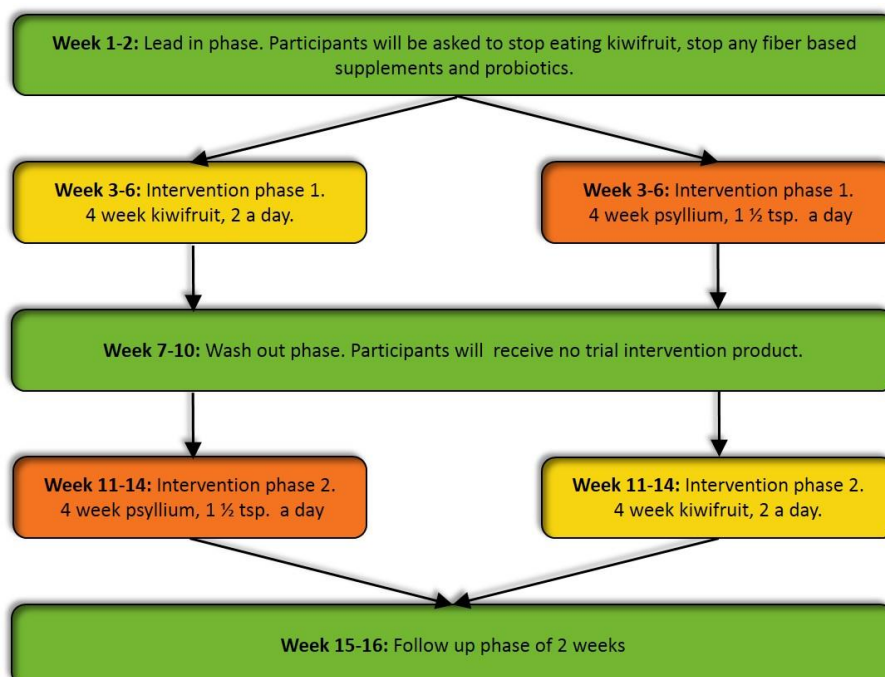 Week 1-2: Lead in phase. Participants will be asked to stop eating kiwifruit, stop any fiber based
supplements and probiotics.
Week 3-6: Intervention phase 1.
4 week kiwifruit, 2 a day.
Week 3-6: Intervention phase 1.
4 week psyllium, 1 ½ tsp. a day
Week 7-10: Wash out phase. Participants will receive no trial intervention product.
Week 11-14: Intervention phase 2.
4 week psyllium, 1 ½ tsp. a day
Week 11-14: Intervention phase 2.
4 week kiwifruit, 2 a day.
Week 15-16: Follow up phase of 2 weeks